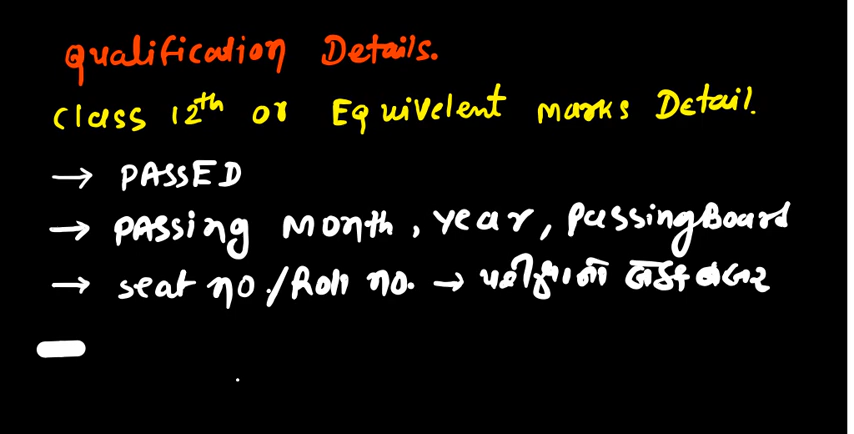 Qualification Details.
Class 12th or Equivelent marks Detail.
→ PASSED
→ PASSing Month, year, PassingBoard
→ seat no./Roll no. → પરીક્ષાનો બેઠક નંબર